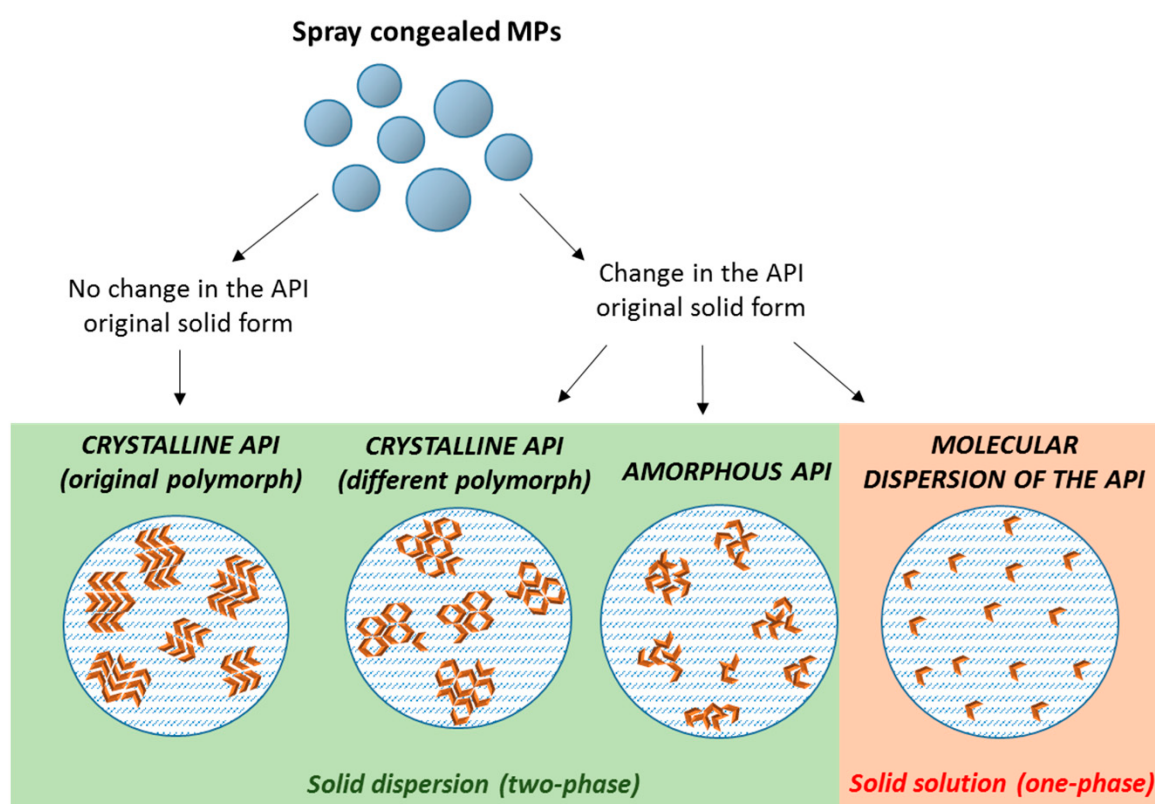 Spray congealed MPs
No change in the API
original solid form
Change in the API
original solid form
CRYSTALLINE API
(original polymorph)
CRYSTALLINE API
(different polymorph)
AMORPHOUS API
MOLECULAR
DISPERSION OF THE API
Solid dispersion (two-phase)
Solid solution (one-phase)